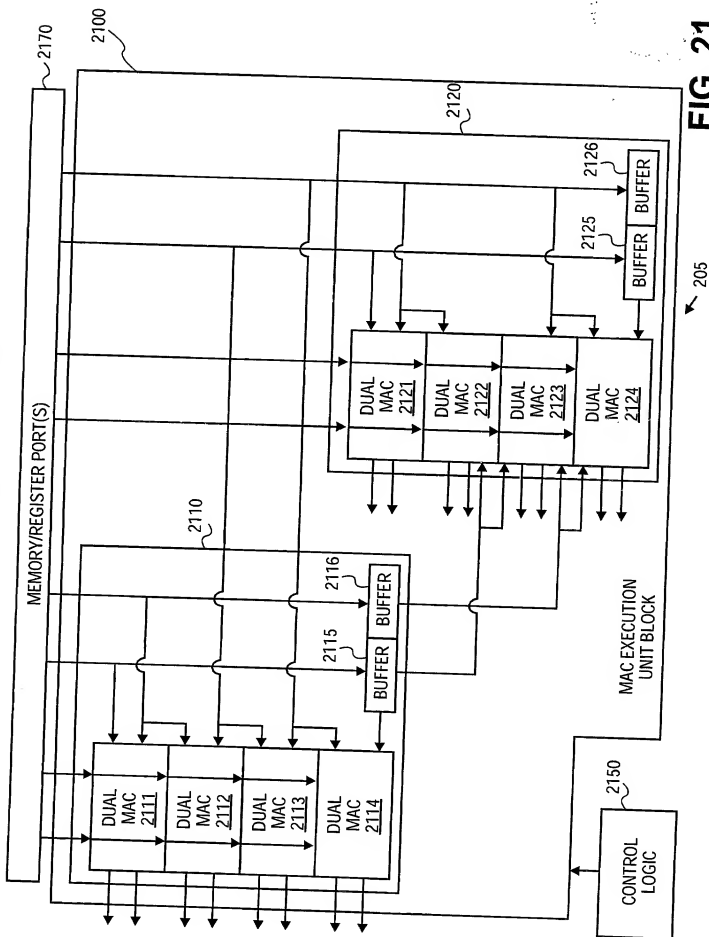 2170
2100
MEMORY/REGISTER PORT(S)
2110
2120
DUAL MAC 2111
DUAL MAC 2112
DUAL MAC 2113
DUAL MAC 2114
2115
2116
BUFFER
BUFFER
DUAL MAC 2121
DUAL MAC 2122
DUAL MAC 2123
DUAL MAC 2124
2125
2126
BUFFER
BUFFER
MAC EXECUTION
UNIT BLOCK
2150
CONTROL
LOGIC
205
FIG. 21